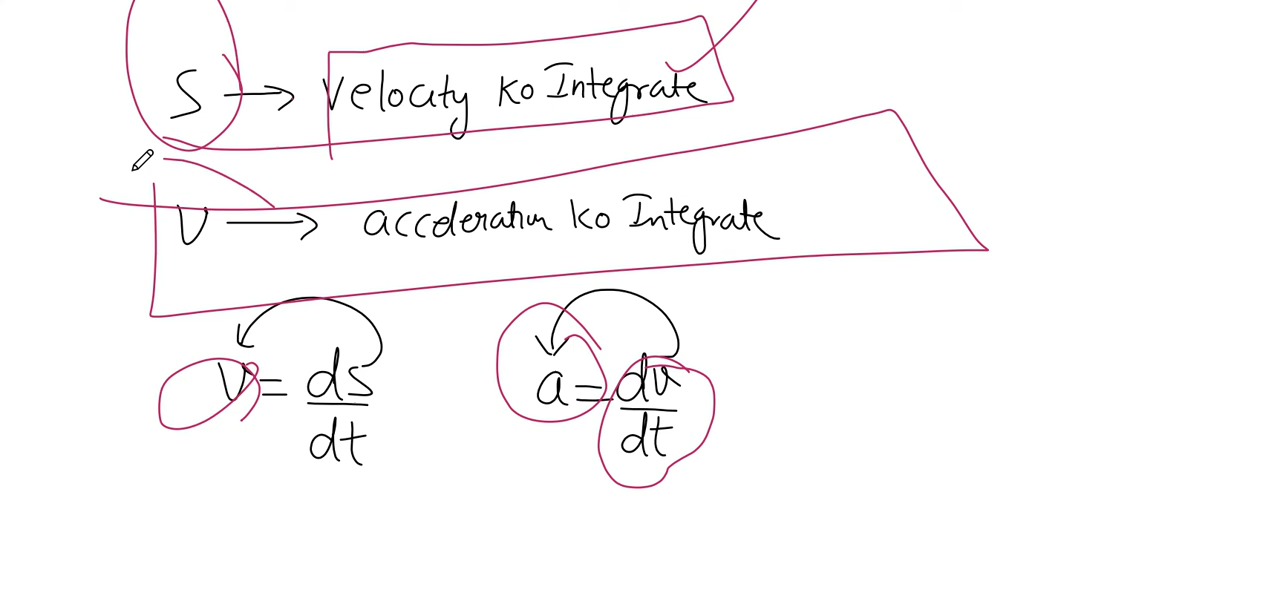 S → Velocity ko Integrate
v → acceleration ko Integrate
v = ds/dt a = dv/dt